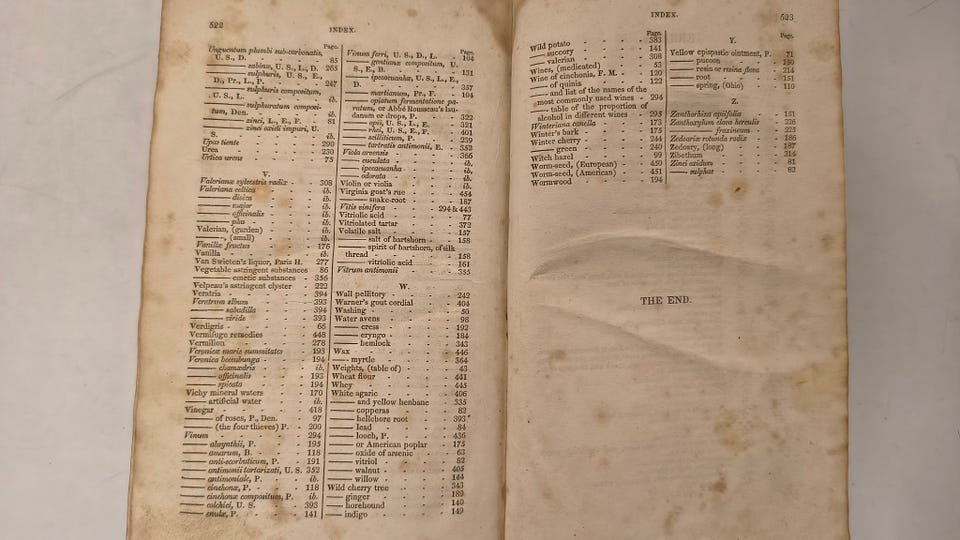 522
INDEX.
Page.
Unguentum plumbi sub-carbonatis,
U. S., D. - - - 85
——— sabinæ, U. S., L., D. 265
——— sulphuris, U. S., E.,
D., Pr., L., P. - - 247
——— sulphuris compositum,
U. S., L. - - - ib.
——— sulphuratum composi-
tum, Den. - - - ib.
——— zinci, L., E., F. - 81
——— zinci oxidi impuri, U.
S. - - - ib.
Upas tiente - - - 290
Urea - - - 230
Urtica urens - - - 75
V.
Valerianæ sylvestris radix - - 308
Valeriana celtica - - - ib.
——— dioica - - - ib.
——— major - - - ib.
——— officinalis - - - ib.
——— phu - - - ib.
Valerian, (garden) - - - ib.
———, (small) - - - ib.
Vanillæ fructus - - - 176
Vanilla - - - ib.
Van Swieten's liquor, Paris H. - 277
Vegetable astringent substances 86
——— emetic substances - 356
Velpeau's astringent clyster - 222
Veratria - - - 394
Veratrum album - - - 393
——— sabadilla - - - 394
——— viride - - - 393
Verdigris - - - 66
Vermifuge remedies - - 448
Vermilion - - - 278
Veronicæ maris summitates - 193
Veronica beccabunga - - 194
——— chamædris - - ib.
——— officinalis - - 193
——— spicata - - 194
Vichy mineral waters - - 170
——— artificial water - - ib.
Vinegar - - - 418
——— of roses, P., Den. - 97
——— (the four thieves) P. - 200
Vinum - - - 294
——— absynthii, P. - - 195
——— amarum, B. - - 118
——— anti-scorbuticum, P. - 191
——— antimonii tartarizati, U. S. 352
——— antimoniale, P. - - ib.
——— cinchonæ, P. - - 118
——— cinchonæ compositum, P. ib.
——— colchici, U. S. - - 393
——— enulæ, P. - - 141
Page.
Vinum ferri, U. S., D., L. - 104
——— gentianæ compositum, U.
S., E., B. - - - 131
——— ipecacuanhæ, U. S., L., E.,
D. - - - 357
——— martianum, Pr., F. - 104
——— opiatum fermentatione pa-
ratum, or Abbé Rousseau's lau-
danum or drops, P. - - 322
——— opii, U. S., L., E. - 321
——— rhei, U. S., E., F. - 401
——— scilliticum, P. - - 239
——— tartratis antimonii, E. - 352
Viola arvensis - - - 366
——— cuculata - - - ib.
——— ipecacuanha - - ib.
——— odorata - - - ib.
Violin or violia - - - ib.
Virginia goat's rue - - 454
——— snake-root - - 187
Vitis vinifera - - 294 & 443
Vitriolic acid - - - 77
Vitriolated tartar - - 372
Volatile salt - - - 157
——— salt of hartshorn - - 158
——— spirit of hartshorn, of silk
thread - - - 158
——— vitriolic acid - - 161
Vitrum antimonii - - 355
W.
Wall pellitory - - - 242
Warner's gout cordial - - 404
Washing - - - 50
Water avens - - - 98
——— cress - - - 192
——— eryngo - - - 184
——— hemlock - - - 343
Wax - - - 446
——— myrtle - - - 364
Weights, (table of) - - 43
Wheat flour - - - 441
Whey - - - 445
White agaric - - - 406
——— and yellow henbane - 335
——— copperas - - - 82
——— hellebore root - - 393
——— lead - - - 84
——— looch, P. - - 436
——— or American poplar - 175
——— oxide of arsenic - - 63
——— vitriol - - - 82
——— walnut - - - 405
——— willow - - - 144
Wild cherry tree - - 343
——— ginger - - - 189
——— horehound - - 140
——— indigo - - - 149
INDEX.
523
Page.
Wild potato - - - 383
——— succory - - - 141
——— valerian - - - 308
Wines, (medicated) - - 53
Wine of cinchonia, F. M. - - 120
——— of quinia - - - 122
——— and list of the names of the
most commonly used wines - 294
——— table of the proportion of
alcohol in different wines - 295
Winteriana canella - - 173
Winter's bark - - - 175
Winter cherry - - - 244
——— green - - - 240
Witch hazel - - - 99
Worm-seed, (European) - - 450
Worm-seed, (American) - - 451
Wormwood - - - 194
Y.
Page.
Yellow epispastic ointment, P. 71
——— pucoon - - - 150
——— resin or resina flava - 214
——— root - - - 151
——— spring, (Ohio) - - 110
Z.
Zanthorhiza apiifolia - - 151
Zanthoxylum clava herculis - 226
——— fraxineum - - 225
Zedoariæ rotunda radix - - 186
Zedoary, (long) - - 187
Zibethum - - - 314
Zinci oxidum - - - 81
——— sulphas - - - 82
THE END.